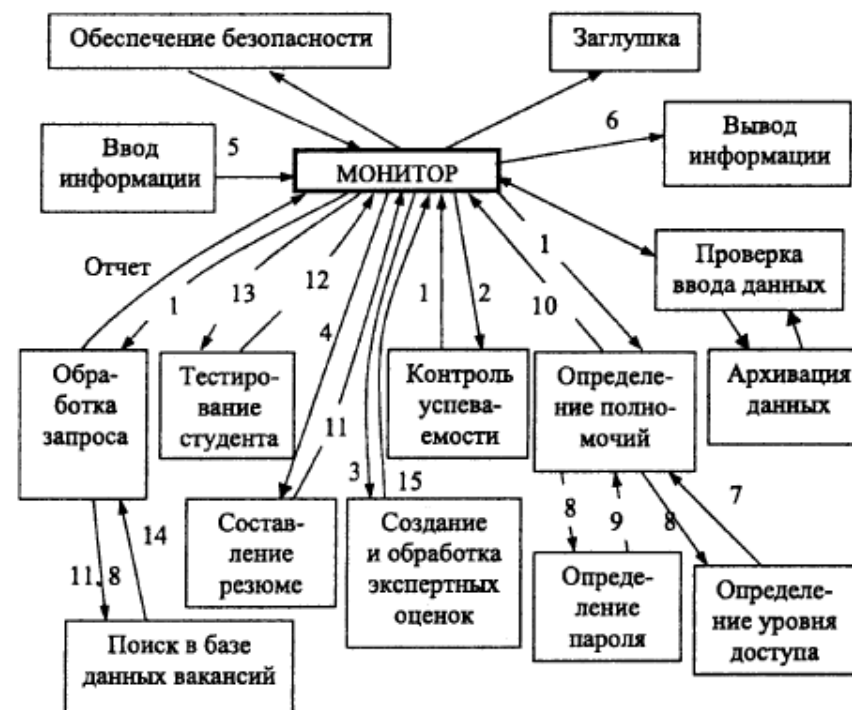 Обеспечение безопасности
Заглушка
Ввод
информации
5
МОНИТОР
6
Вывод
информации
Отчет
1
13
12
4
11
3
15
1
2
10
1
Проверка
ввода данных
Обра-
ботка
запроса
Тестиро-
вание
студента
Контроль
успева-
емости
Определе-
ние полно-
мочий
Архивация
данных
11, 8
14
Состав-
ление
резюме
Создание
и обработка
экспертных
оценок
8
9
8
7
Поиск в базе
данных вакансий
Опреде-
ление
пароля
Определе-
ние уровня
доступа